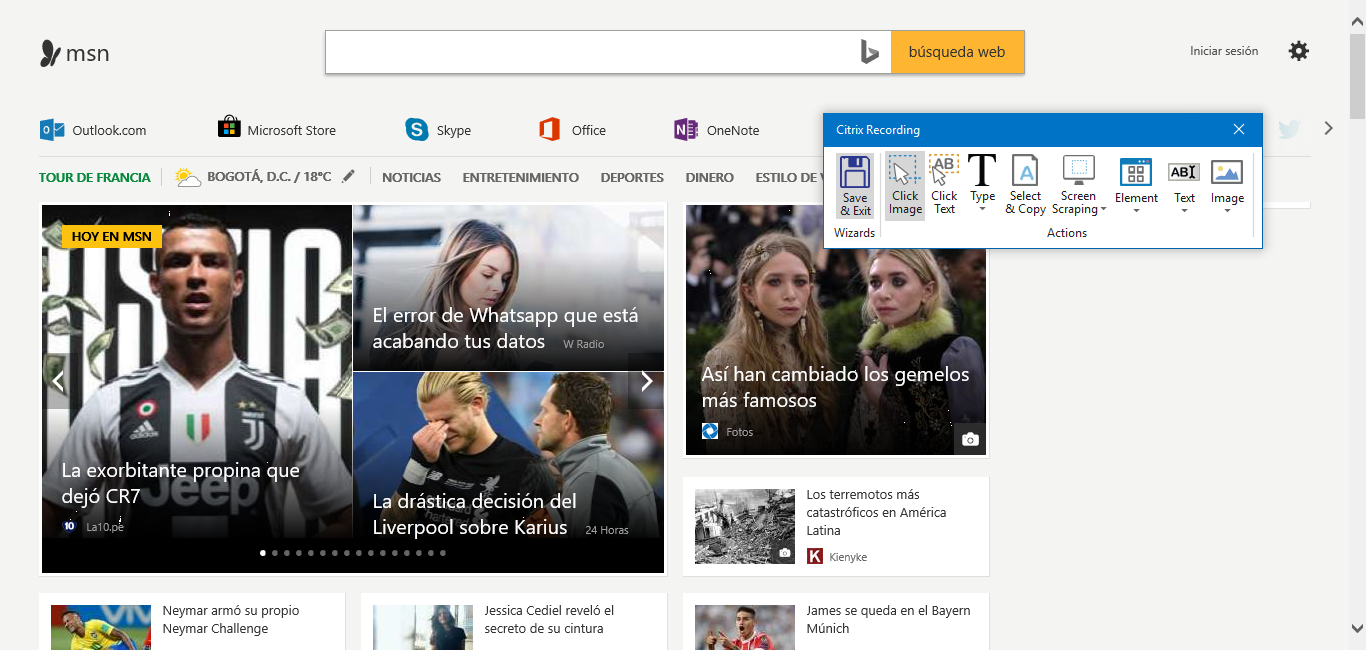 msn
búsqueda web
Iniciar sesión
Outlook.com
Microsoft Store
Skype
Office
OneNote
Citrix Recording
Save
& Exit
Click
Image
AB
Click
Text
T
Type
A
Select
& Copy
Screen
Scraping
Element
AB
Text
Image
Wizards
Actions
TOUR DE FRANCIA
BOGOTÁ, D.C. / 18°C
NOTICIAS
ENTRETENIMIENTO
DEPORTES
DINERO
ESTILO DE
HOY EN MSN
Jeep
adidas
La exorbitante propina que
dejó CR7
10 La10.pe
El error de Whatsapp que está
acabando tus datos W Radio
La drástica decisión del
Liverpool sobre Karius 24 Horas
Así han cambiado los gemelos
más famosos
Fotos
Los terremotos más
catastróficos en América
Latina
K Kienyke
Neymar armó su propio
Neymar Challenge
Jessica Cediel reveló el
secreto de su cintura
James se queda en el Bayern
Múnich